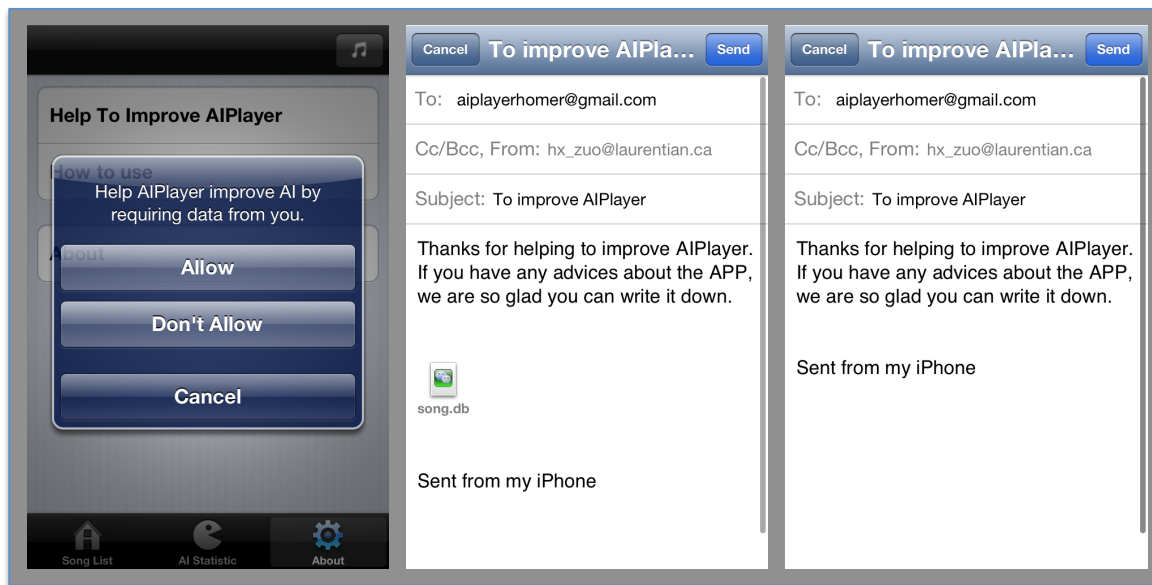 Help To Improve AIPlayer
How to use
Help AIPlayer improve AI by
requiring data from you.
About
Allow
Don't Allow
Cancel
Song List
AI Statistic
About
Cancel
To improve AIPla...
Send
To: aiplayerhomer@gmail.com
Cc/Bcc, From: hx_zuo@laurentian.ca
Subject: To improve AIPlayer
Thanks for helping to improve AIPlayer.
If you have any advices about the APP,
we are so glad you can write it down.
song.db
Sent from my iPhone
Cancel
To improve AIPla...
Send
To: aiplayerhomer@gmail.com
Cc/Bcc, From: hx_zuo@laurentian.ca
Subject: To improve AIPlayer
Thanks for helping to improve AIPlayer.
If you have any advices about the APP,
we are so glad you can write it down.
Sent from my iPhone